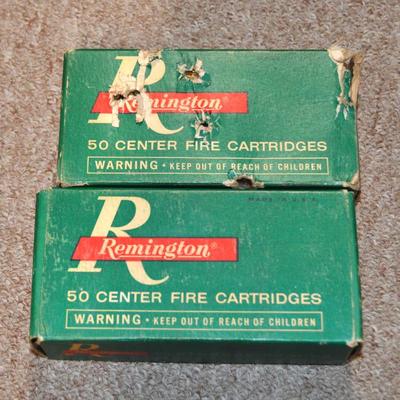 R
Remington®
50 CENTER FIRE CARTRIDGES
WARNING • KEEP OUT OF REACH OF CHILDREN
MADE IN U.S.A.
R
Remington®
50 CENTER FIRE CARTRIDGES
WARNING • KEEP OUT OF REACH OF CHILDREN
Remington